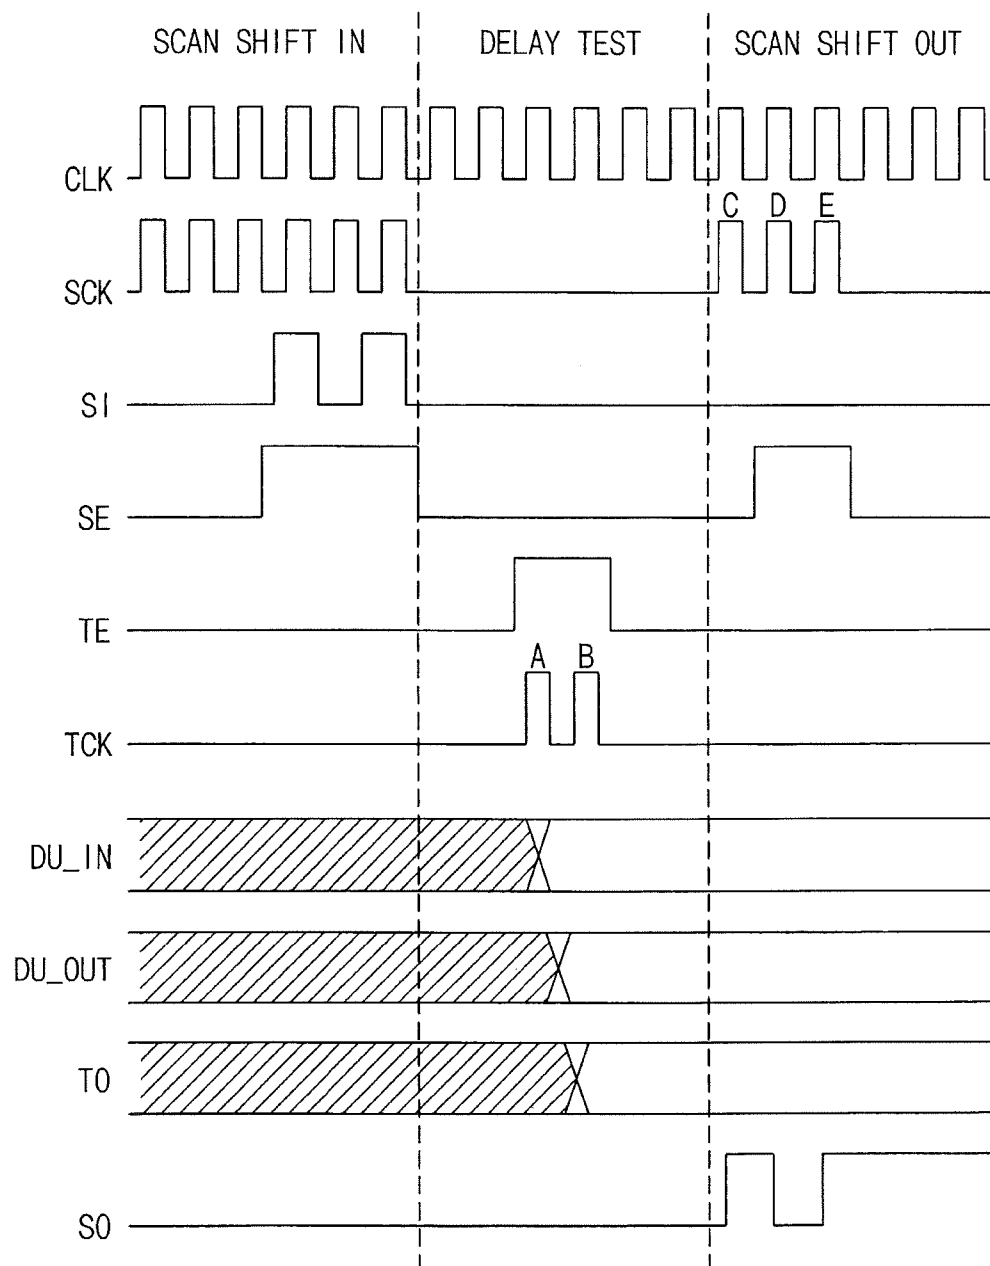 SCAN SHIFT IN DELAY TEST SCAN SHIFT OUT
CLK
C D E
SCK
SI
SE
TE
A B
TCK
DU_IN
DU_OUT
TO
SO